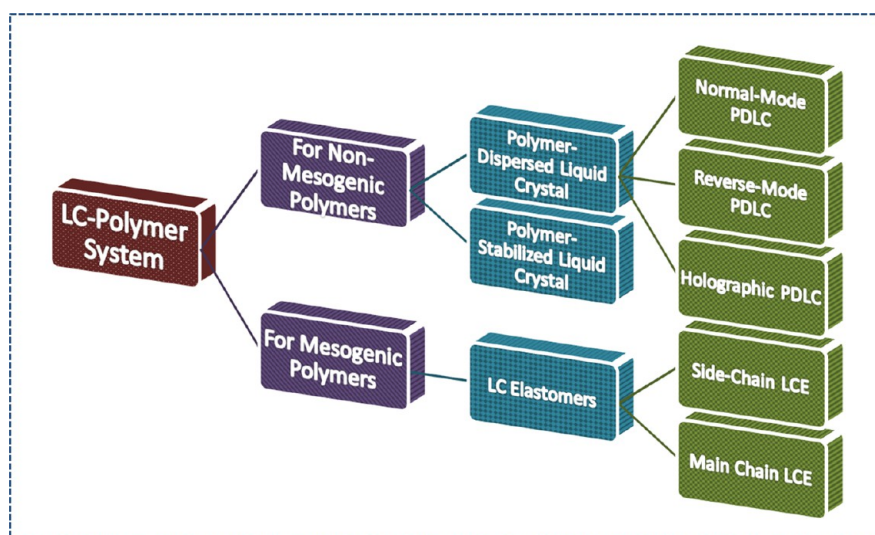 LC-Polymer
System
For Non-
Mesogenic
Polymers
For Mesogenic
Polymers
Polymer-
Dispersed Liquid
Crystal
Polymer-
Stabilized Liquid
Crystal
LC Elastomers
Normal-Mode
PDLC
Reverse-Mode
PDLC
Holographic PDLC
Side-Chain LCE
Main Chain LCE